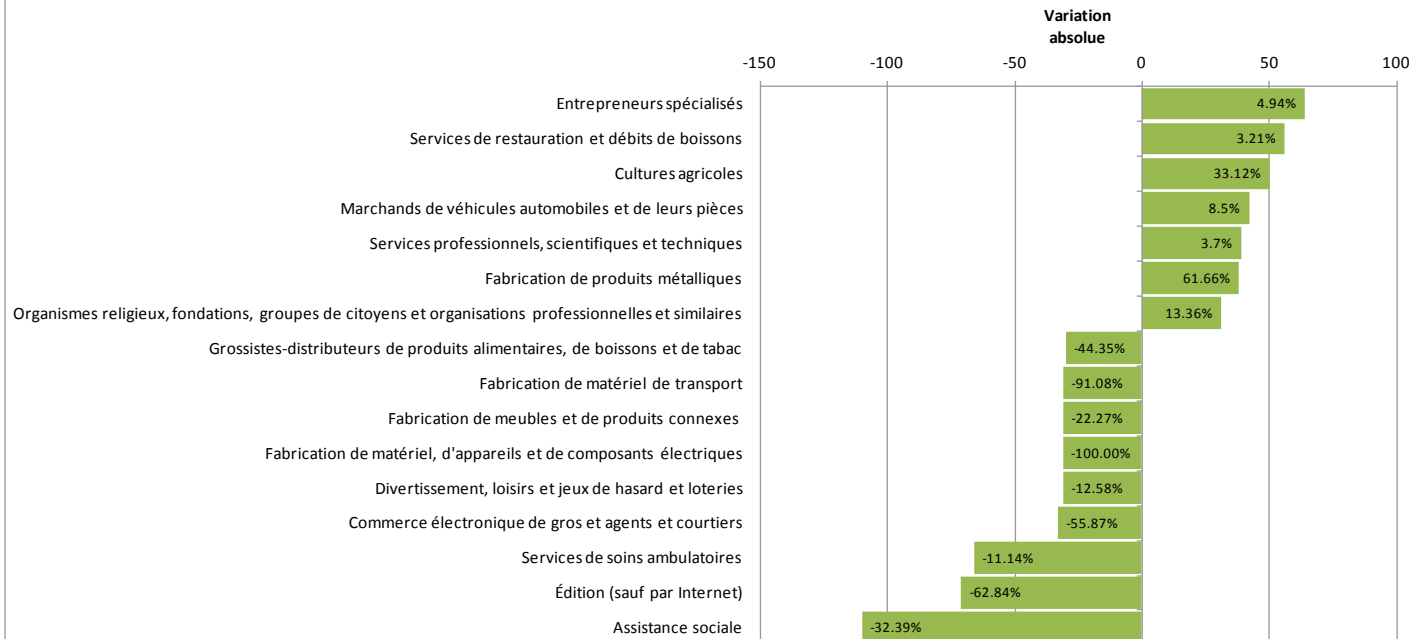 Variation
absolue
-150 -100 -50 0 50 100
Entrepreneurs spécialisés 4.94%
Services de restauration et débits de boissons 3.21%
Cultures agricoles 33.12%
Marchands de véhicules automobiles et de leurs pièces 8.5%
Services professionnels, scientifiques et techniques 3.7%
Fabrication de produits métalliques 61.66%
Organismes religieux, fondations, groupes de citoyens et organisations professionnelles et similaires 13.36%
Grossistes-distributeurs de produits alimentaires, de boissons et de tabac -44.35%
Fabrication de matériel de transport -91.08%
Fabrication de meubles et de produits connexes -22.27%
Fabrication de matériel, d'appareils et de composants électriques -100.00%
Divertissement, loisirs et jeux de hasard et loteries -12.58%
Commerce électronique de gros et agents et courtiers -55.87%
Services de soins ambulatoires -11.14%
Édition (sauf par Internet) -62.84%
Assistance sociale -32.39%